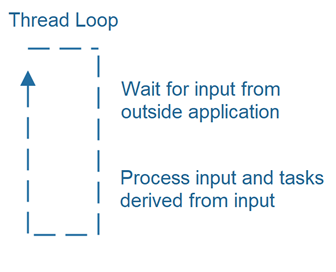 Thread Loop
Wait for input from
outside application
Process input and tasks
derived from input